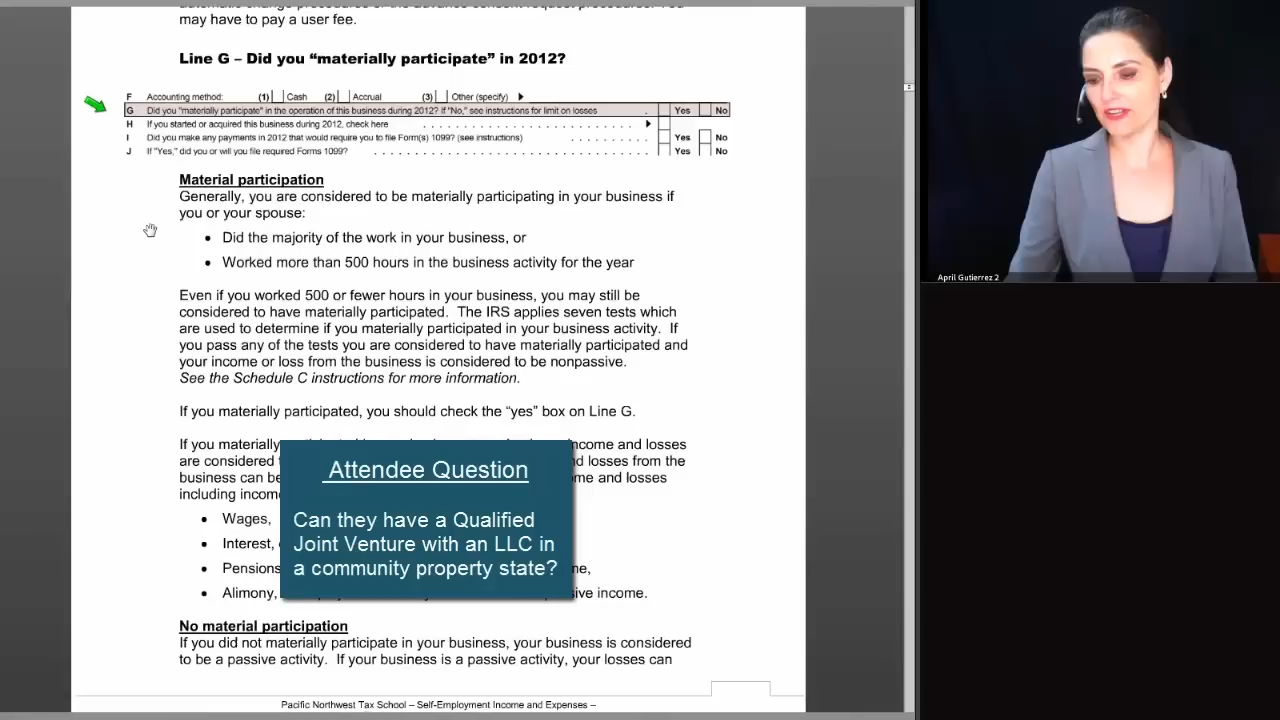 may have to pay a user fee.
Line G – Did you “materially participate” in 2012?
F Accounting method: (1) Cash (2) Accrual (3) Other (specify)
G Did you "materially participate" in the operation of this business during 2012? If "No," see instructions for limit on losses . Yes No
H If you started or acquired this business during 2012, check here
I Did you make any payments in 2012 that would require you to file Form(s) 1099? (see instructions) Yes No
J If "Yes," did you or will you file required Forms 1099? Yes No
Material participation
Generally, you are considered to be materially participating in your business if
you or your spouse:
• Did the majority of the work in your business, or
• Worked more than 500 hours in the business activity for the year
Even if you worked 500 or fewer hours in your business, you may still be
considered to have materially participated. The IRS applies seven tests which
are used to determine if you materially participated in your business activity. If
you pass any of the tests you are considered to have materially participated and
your income or loss from the business is considered to be nonpassive.
See the Schedule C instructions for more information.
If you materially participated, you should check the “yes” box on Line G.
If you materially income and losses
are considered losses from the
business can be and losses
including
• Wages,
• Interest,
• Pensions
• Alimony, income.
Attendee Question
Can they have a Qualified
Joint Venture with an LLC in
a community property state?
No material participation
If you did not materially participate in your business, your business is considered
to be a passive activity. If your business is a passive activity, your losses can
Pacific Northwest Tax School – Self-Employment Income and Expenses –
April Gutierrez 2